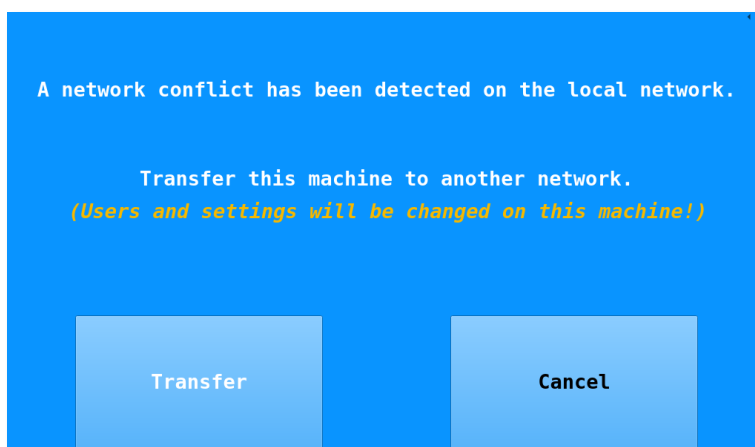 A network conflict has been detected on the local network.
Transfer this machine to another network.
(Users and settings will be changed on this machine!)
Transfer
Cancel